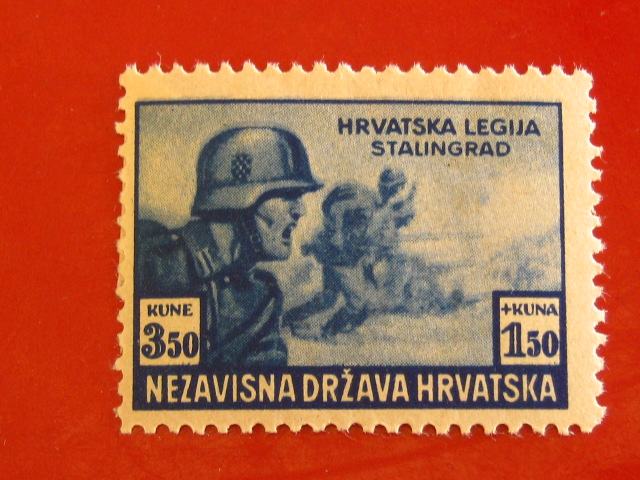 HRVATSKA LEGIJA
STALINGRAD
KUNE
3 50
+KUNA
1 50
NEZAVISNA DRŽAVA HRVATSKA